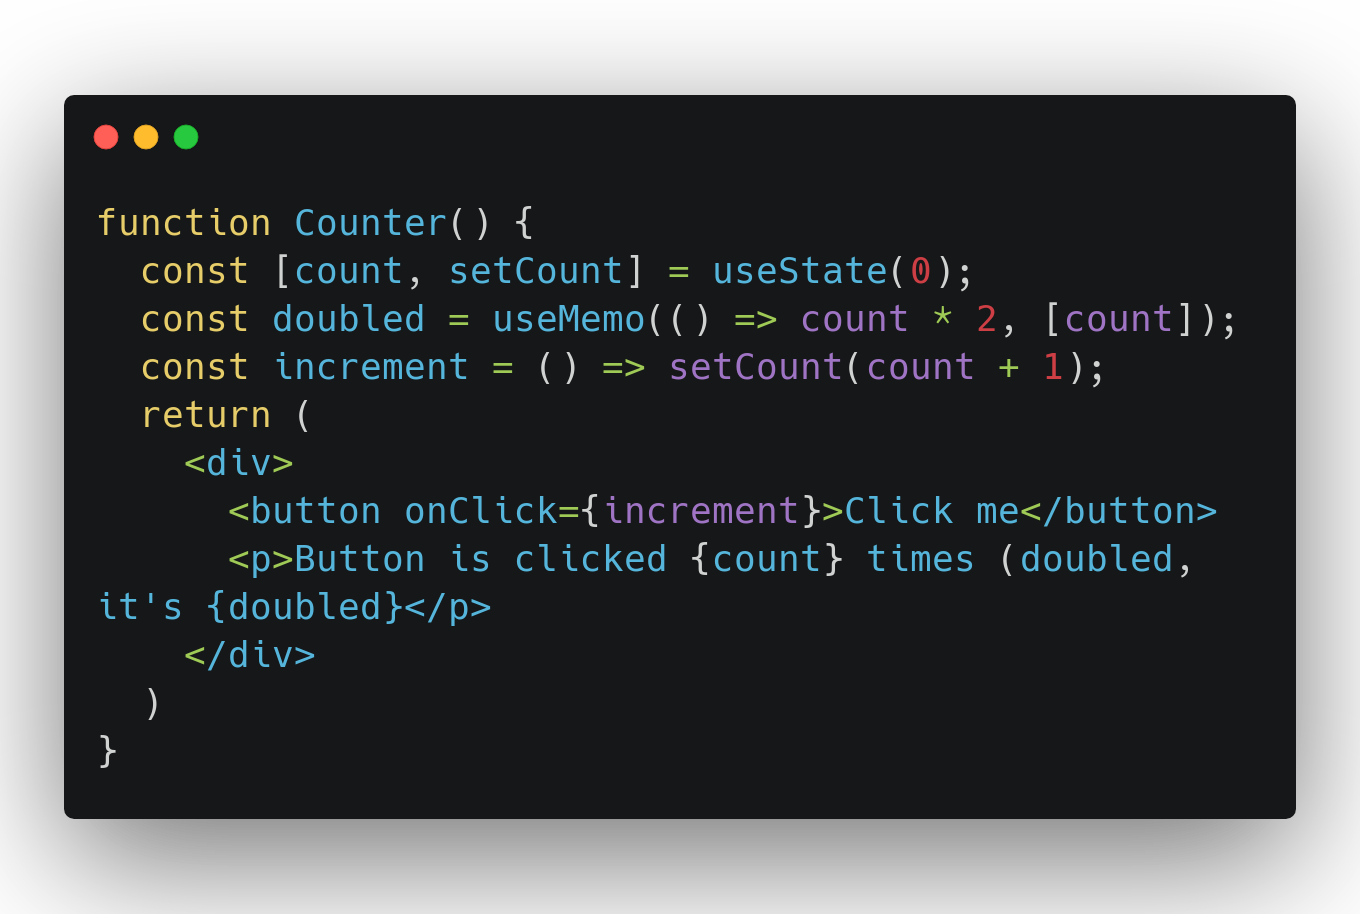 function Counter() {
  const [count, setCount] = useState(0);
  const doubled = useMemo(() => count * 2, [count]);
  const increment = () => setCount(count + 1);
  return (
    <div>
      <button onClick={increment}>Click me</button>
      <p>Button is clicked {count} times (doubled,
it's {doubled}</p>
    </div>
  )
}